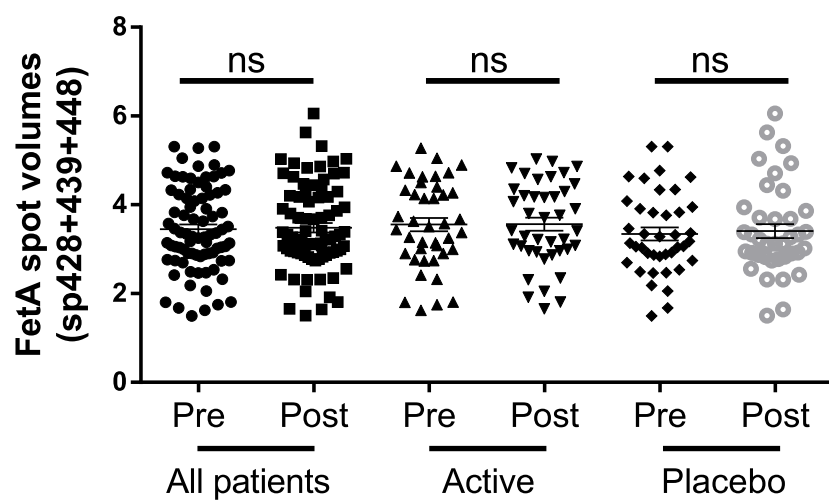 FetA spot volumes
(sp428+439+448)
8
6
4
2
0
ns
ns
ns
Pre
Post
Pre
Post
Pre
Post
All patients
Active
Placebo